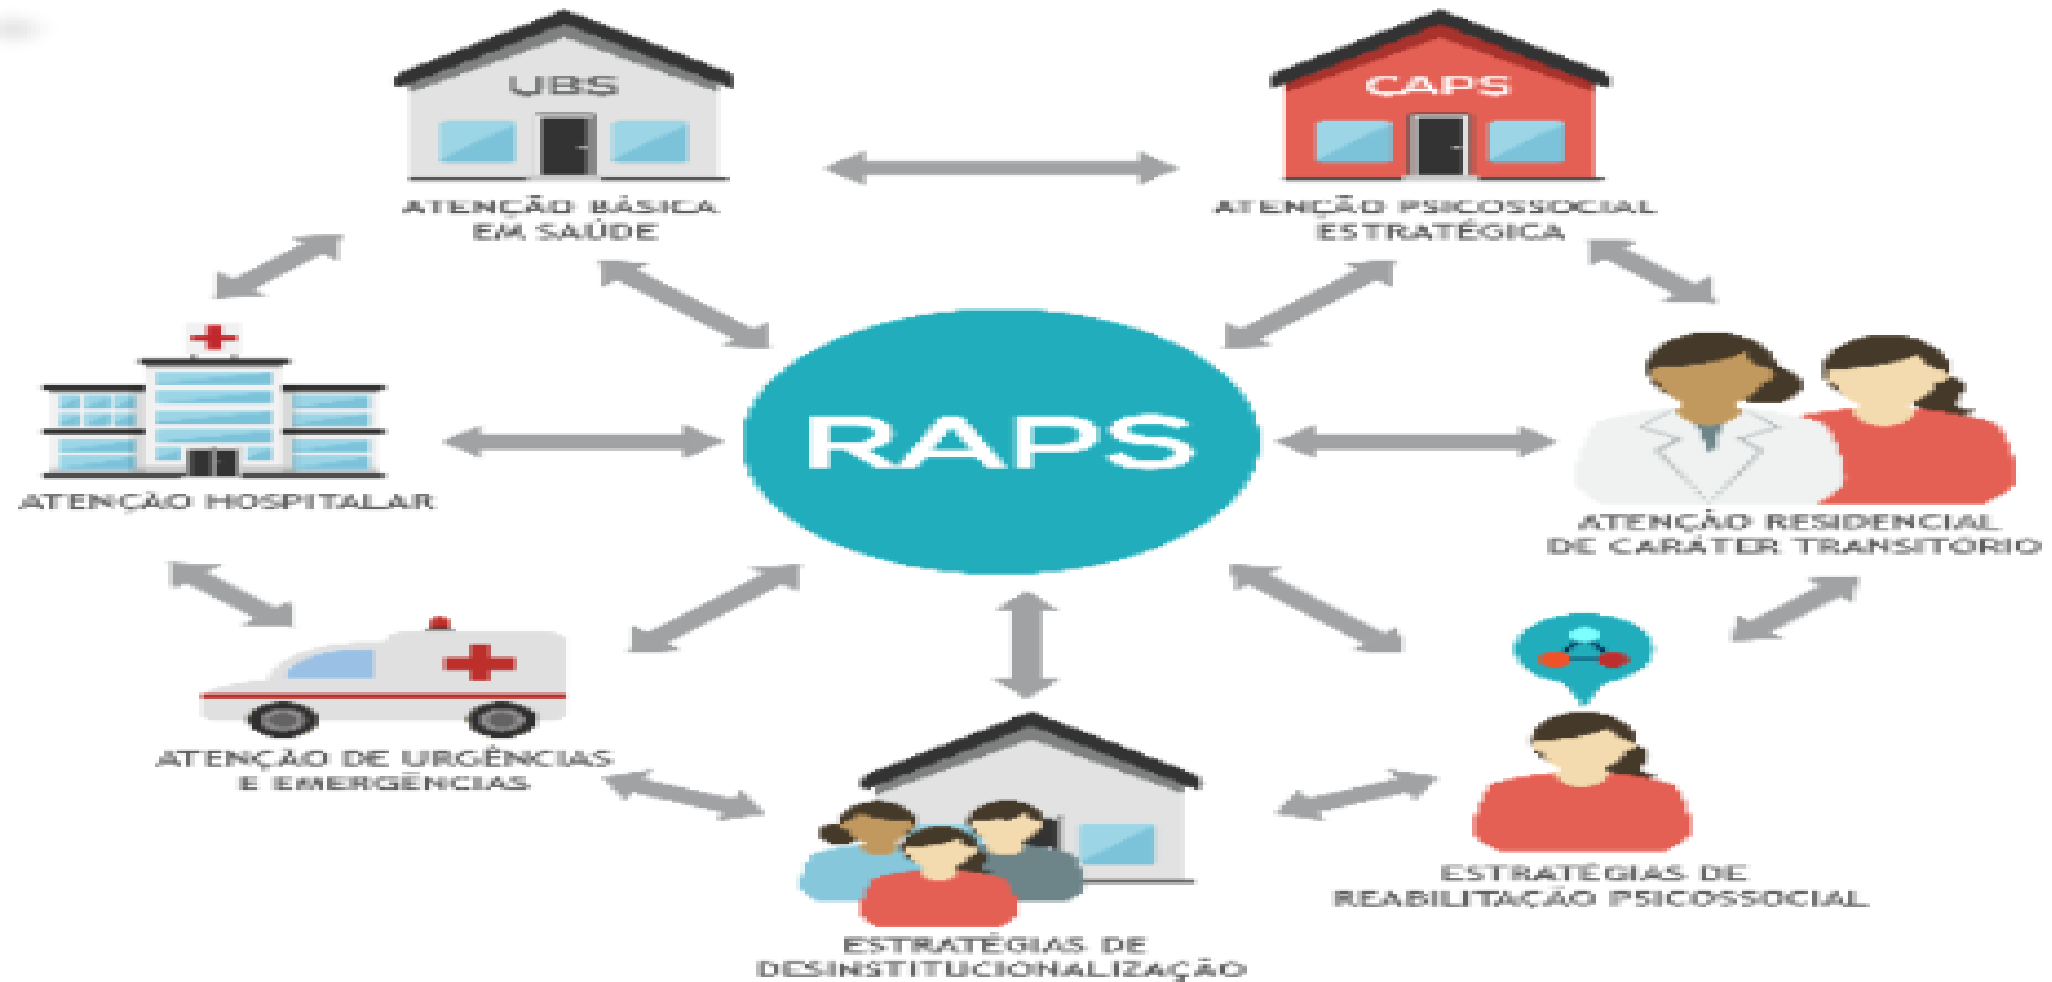 UBS
CAPS
ATENÇÃO BÁSICA
EM SAÚDE
ATENÇÃO PSICOSSOCIAL
ESTRATÉGICA
RAPS
ATENÇÃO HOSPITALAR
ATENÇÃO RESIDENCIAL
DE CARÁTER TRANSITÓRIO
ATENÇÃO DE URGÊNCIAS
E EMERGÊNCIAS
ESTRATÉGIAS DE
REABILITAÇÃO PSICOSSOCIAL
ESTRATÉGIAS DE
DESINSTITUCIONALIZAÇÃO